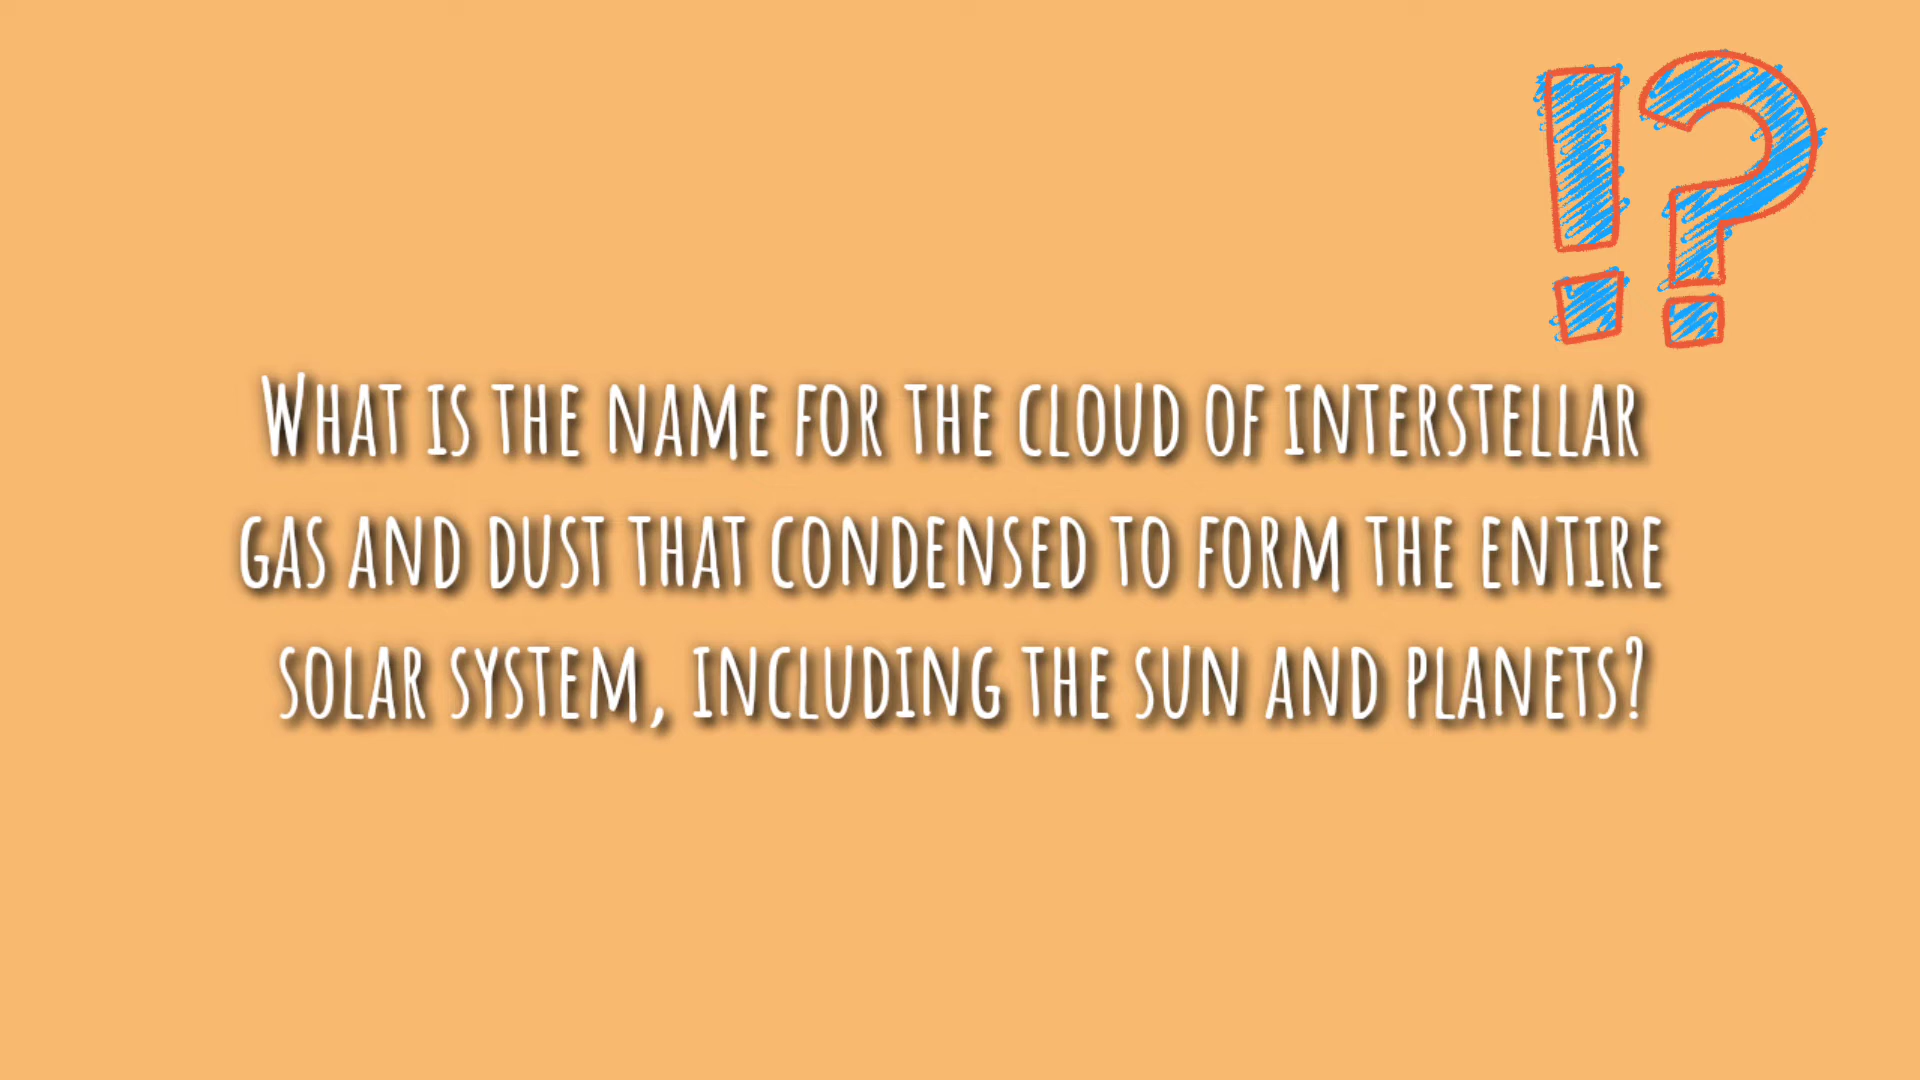 What is the name for the cloud of interstellar
gas and dust that condensed to form the entire
solar system, including the sun and planets?
!?